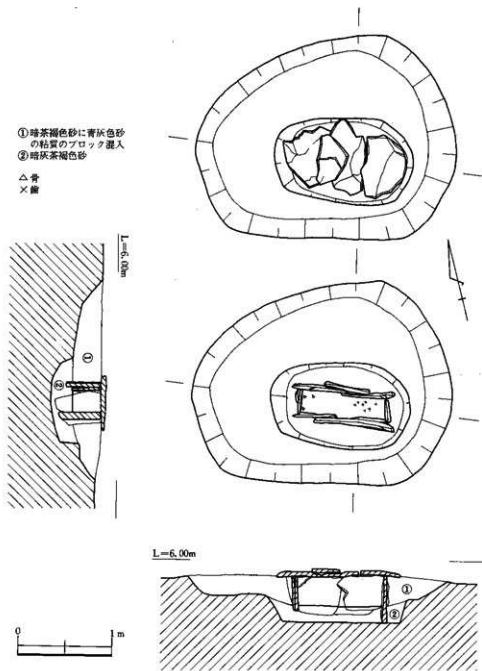 ①暗茶褐色砂に青灰色砂
の粘質のブロック混入
②暗灰茶褐色砂
△骨
×歯
L=6.00m
①
②
L=6.00m
①
②
0 1m